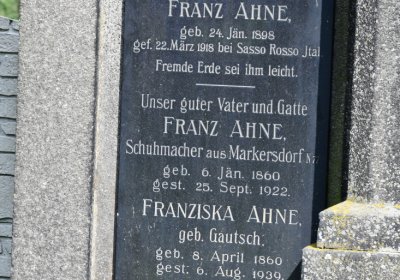 FRANZ AHNE,
geb. 24. Jän. 1898
gef. 22. März 1918 bei Sasso Rosso, Ital.
Fremde Erde sei ihm leicht.
Unser guter Vater und Gatte
FRANZ AHNE,
Schuhmacher aus Markersdorf
geb. 6. Jän. 1860
gest. 25. Sept. 1922.
FRANZISKA AHNE,
geb. Gautsch,
geb. 8. April 1860
gest. 6. Aug. 1939.